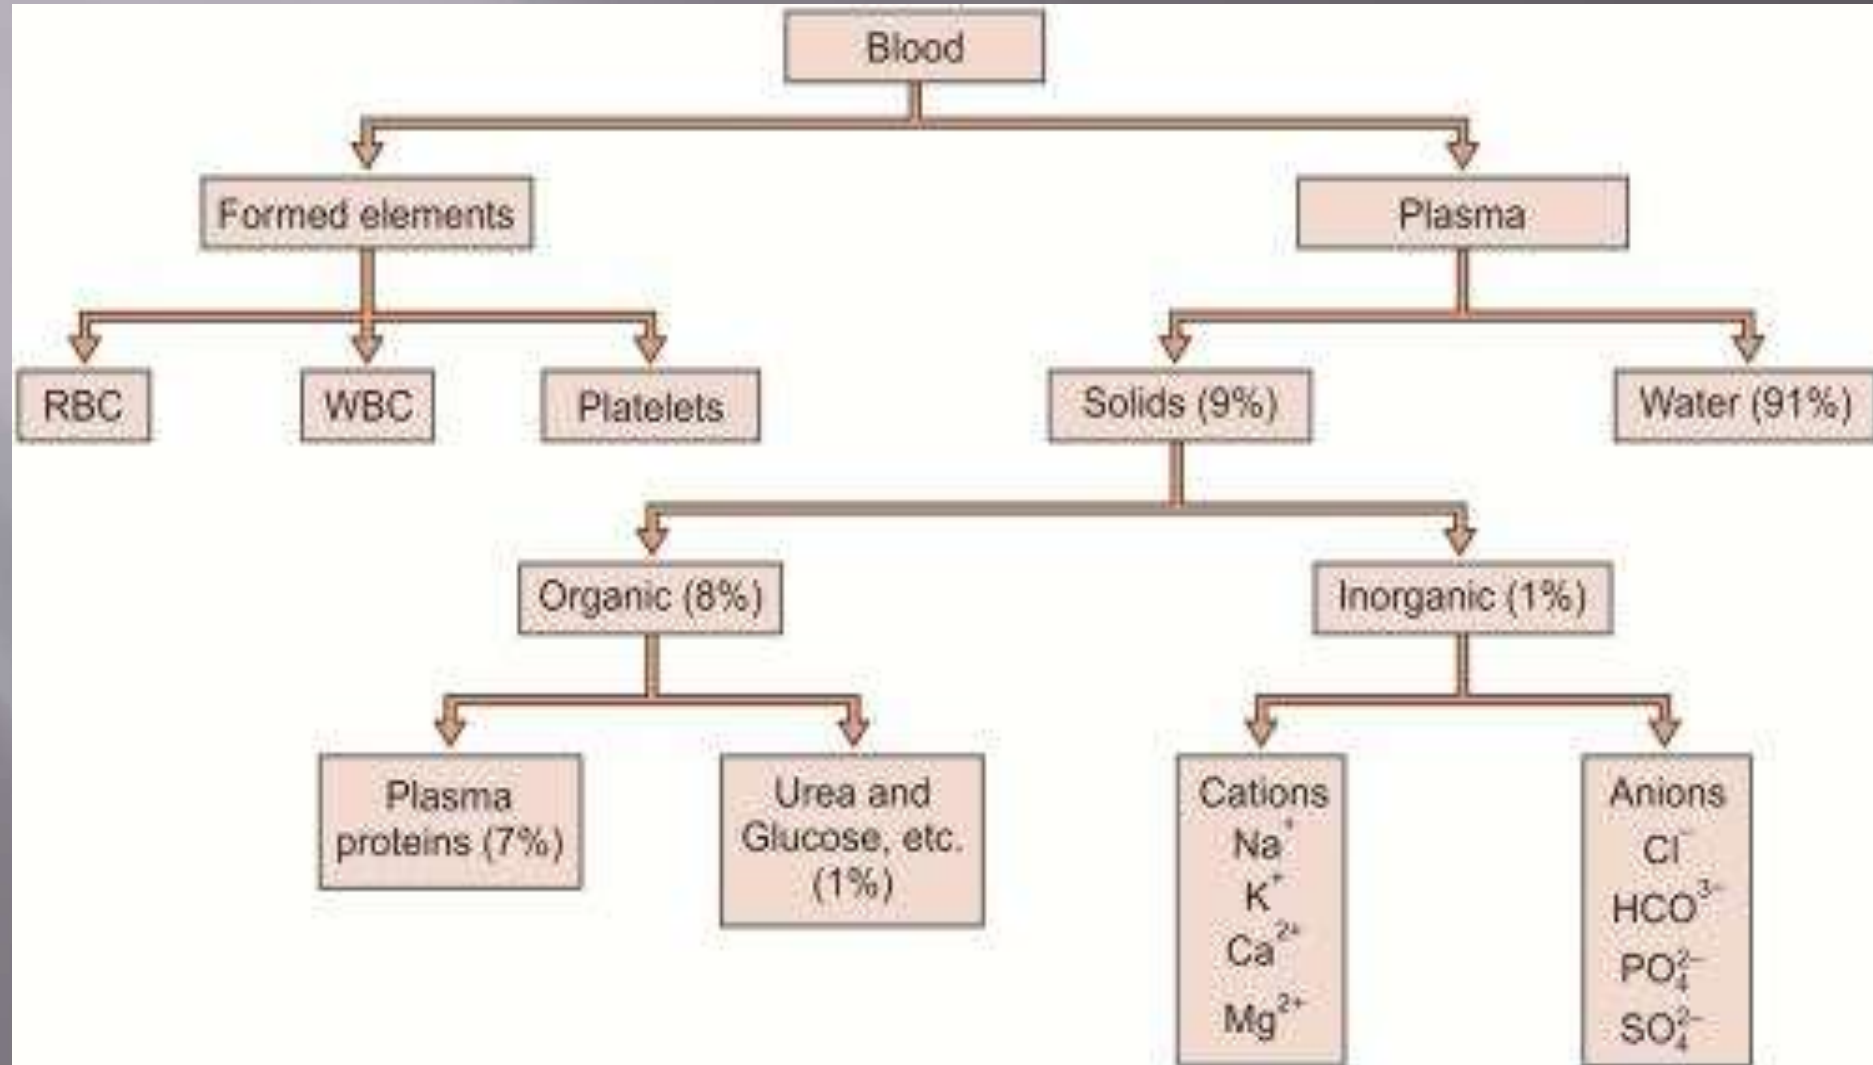 Blood
Formed elements
Plasma
RBC
WBC
Platelets
Solids (9%)
Water (91%)
Organic (8%)
Inorganic (1%)
Plasma
proteins (7%)
Urea and
Glucose, etc.
(1%)
Cations
Na⁺
K⁺
Ca²⁺
Mg²⁺
Anions
Cl⁻
HCO³⁻
PO₄²⁻
SO₄²⁻